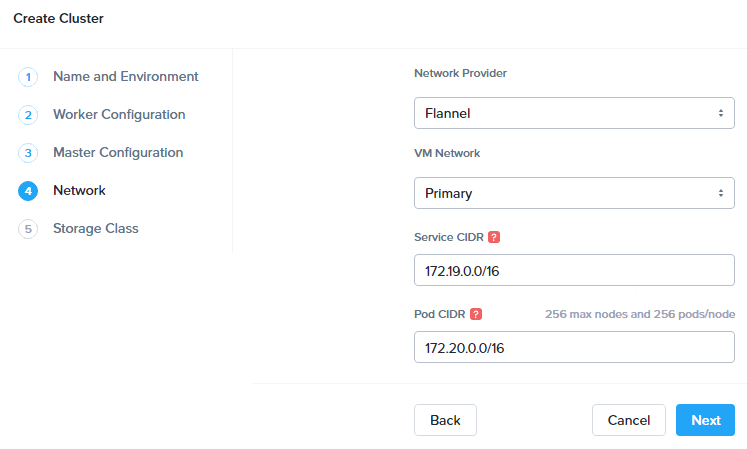 Create Cluster
1 Name and Environment
2 Worker Configuration
3 Master Configuration
4 Network
5 Storage Class
Network Provider
Flannel
VM Network
Primary
Service CIDR ?
172.19.0.0/16
Pod CIDR ? 256 max nodes and 256 pods/node
172.20.0.0/16
Back Cancel Next